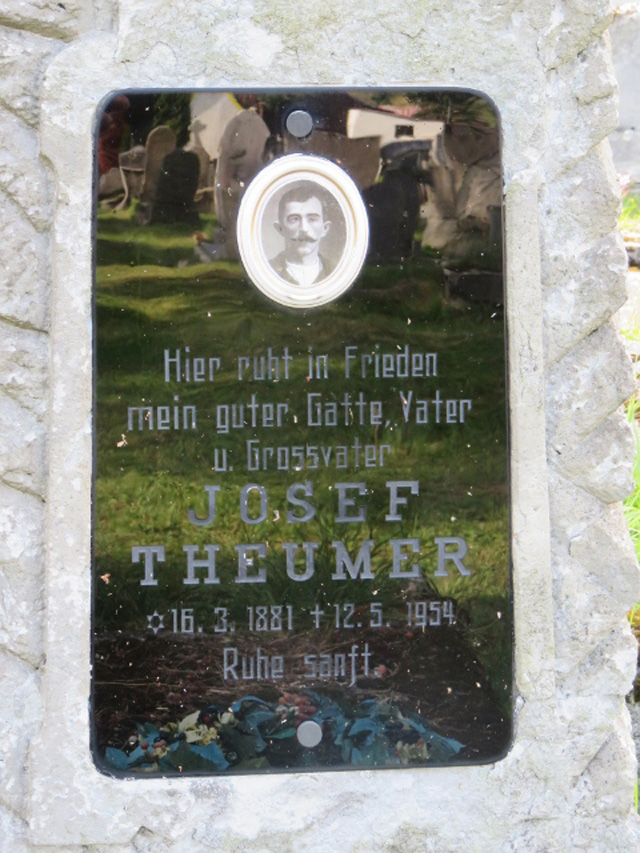 Hier ruht in Frieden
mein guter Gatte, Vater
u. Grossvater
JOSEF
THEUMER
✡16. 3. 1881 ✝12. 5. 1954
Ruhe sanft.